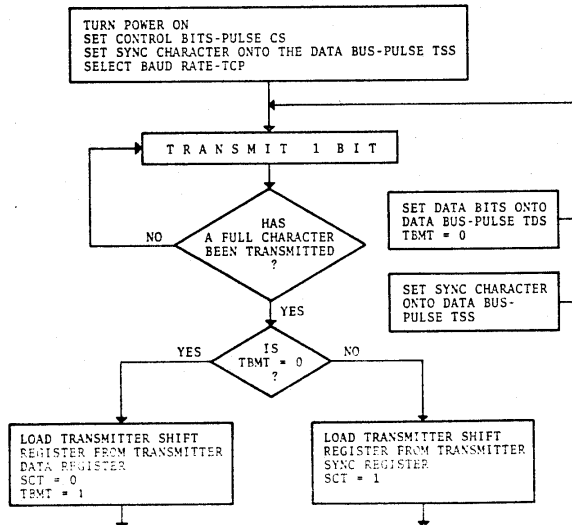 TURN POWER ON
SET CONTROL BITS-PULSE CS
SET SYNC CHARACTER ONTO THE DATA BUS-PULSE TSS
SELECT BAUD RATE-TCP
TRANSMIT 1 BIT
HAS
A FULL CHARACTER
BEEN TRANSMITTED
?
NO
YES
SET DATA BITS ONTO
DATA BUS-PULSE TDS
TBMT = 0
SET SYNC CHARACTER
ONTO DATA BUS-
PULSE TSS
IS
TBMT = 0
?
YES
NO
LOAD TRANSMITTER SHIFT
REGISTER FROM TRANSMITTER
DATA REGISTER
SCT = 0
TBMT = 1
LOAD TRANSMITTER SHIFT
REGISTER FROM TRANSMITTER
SYNC REGISTER
SCT = 1